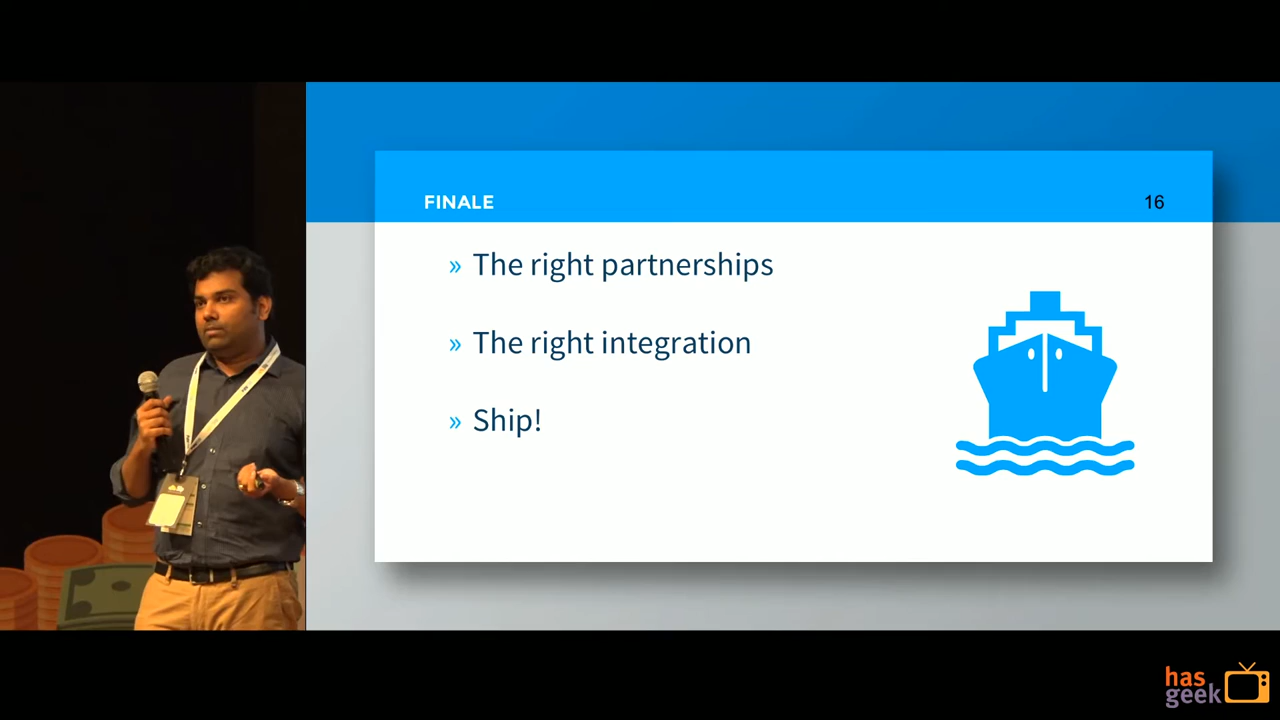 FINALE
16
» The right partnerships
» The right integration
» Ship!
has
geek